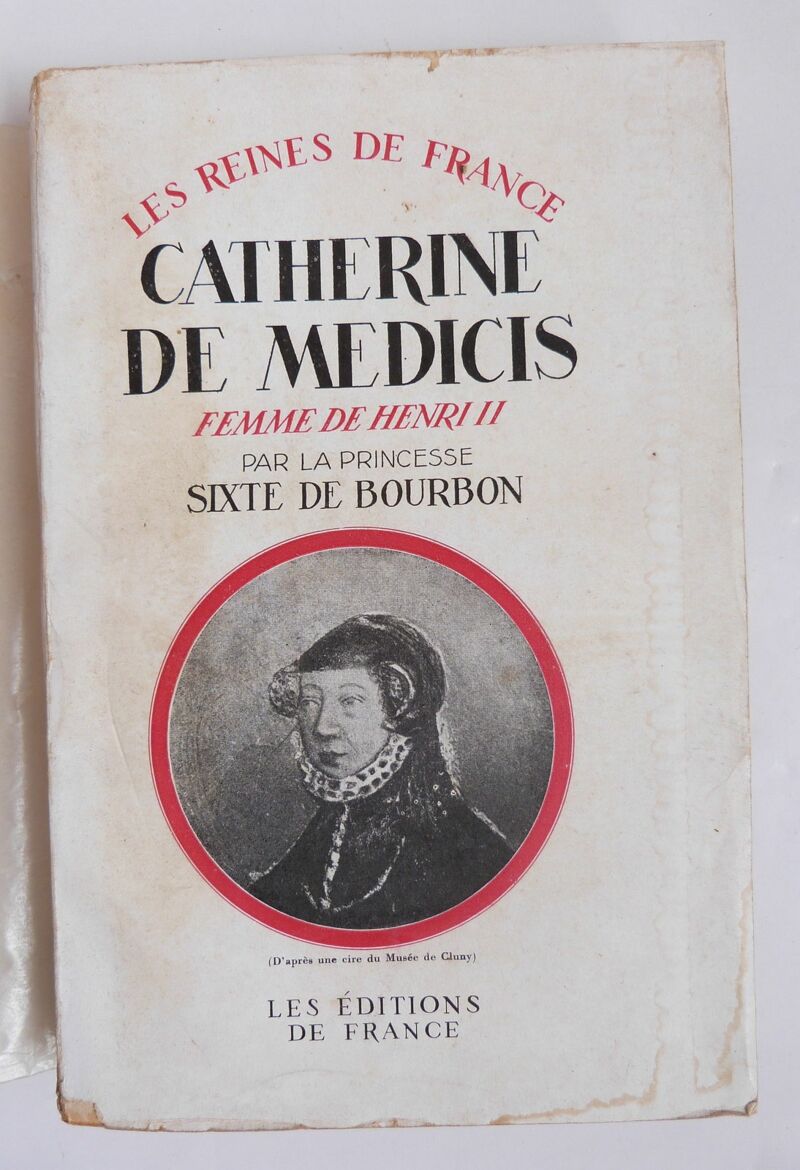 LES REINES DE FRANCE
CATHERINE
DE MEDICIS
FEMME DE HENRI II
PAR LA PRINCESSE
SIXTE DE BOURBON
(D'après une cire du Musée de Cluny)
LES ÉDITIONS
DE FRANCE